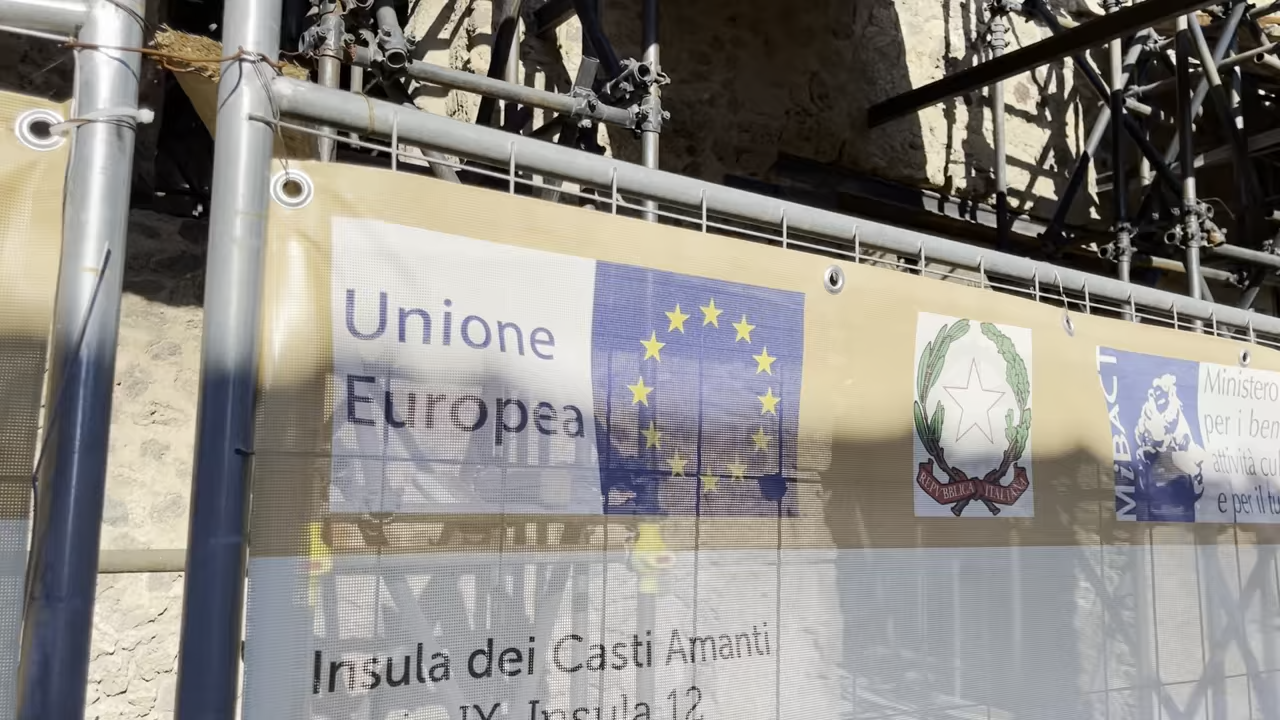 Unione
Europea
REPVBBLICA ITALIANA
MiBACT
Ministero
per i ben
attività cu
e per il tu
Insula dei Casti Amanti
IX, Insula 12